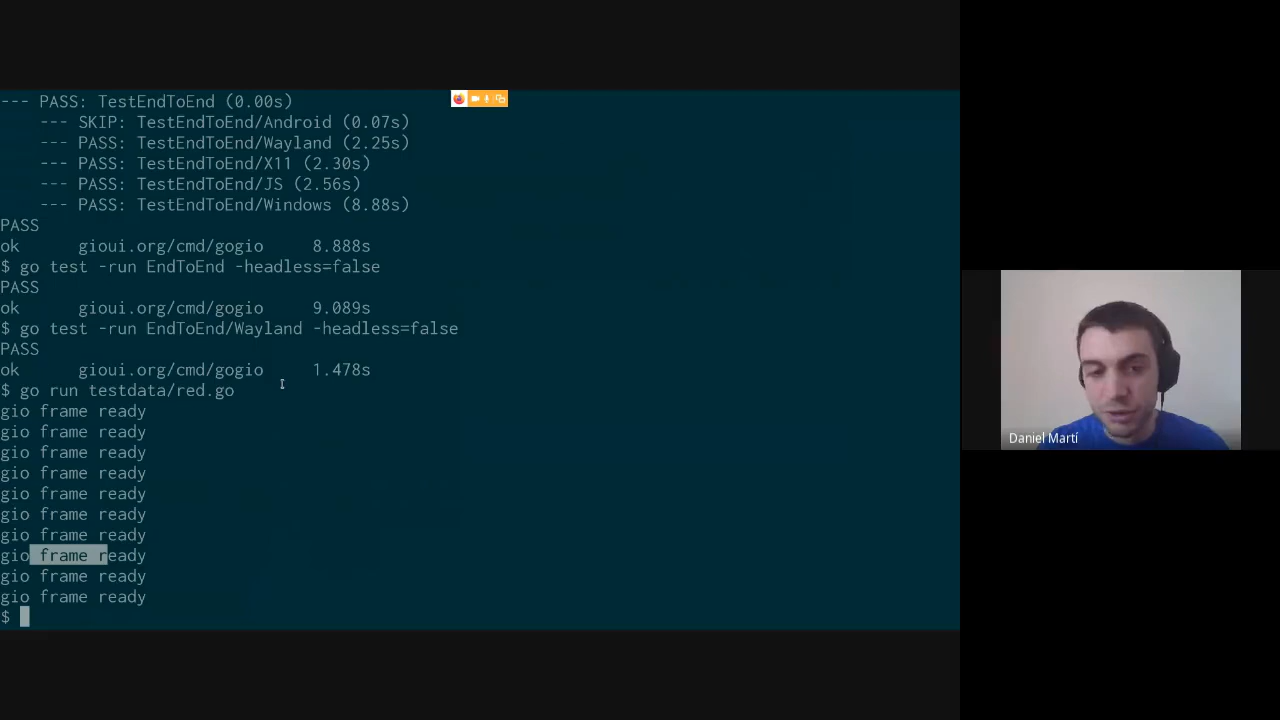 --- PASS: TestEndToEnd (0.00s)
--- SKIP: TestEndToEnd/Android (0.07s)
--- PASS: TestEndToEnd/Wayland (2.25s)
--- PASS: TestEndToEnd/X11 (2.30s)
--- PASS: TestEndToEnd/JS (2.56s)
--- PASS: TestEndToEnd/Windows (8.88s)
PASS
ok gioui.org/cmd/gogio 8.888s
$ go test -run EndToEnd -headless=false
PASS
ok gioui.org/cmd/gogio 9.089s
$ go test -run EndToEnd/Wayland -headless=false
PASS
ok gioui.org/cmd/gogio 1.478s
$ go run testdata/red.go
gio frame ready
gio frame ready
gio frame ready
gio frame ready
gio frame ready
gio frame ready
gio frame ready
gio frame ready
gio frame ready
gio frame ready
$
Daniel Martí